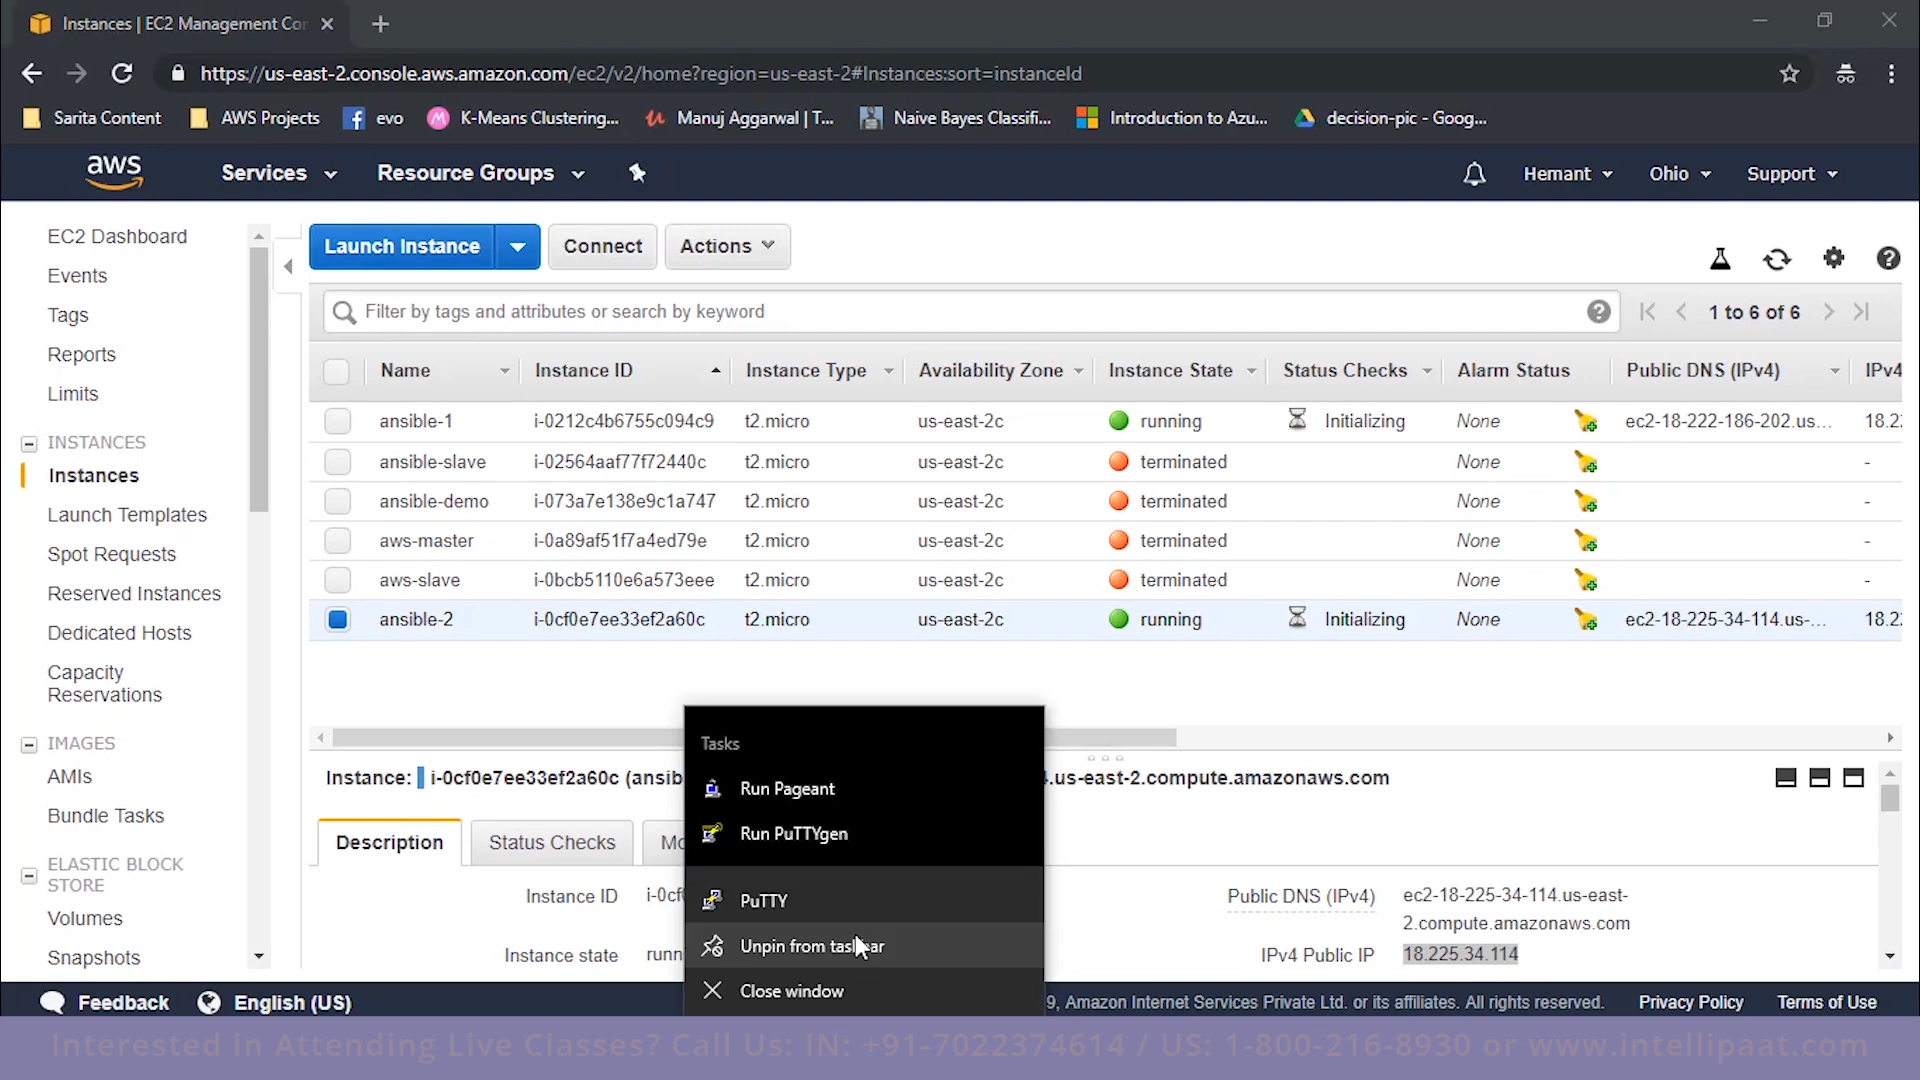 Instances | EC2 Management Cor
https://us-east-2.console.aws.amazon.com/ec2/v2/home?region=us-east-2#Instances:sort=instanceId
Sarita Content AWS Projects evo K-Means Clustering... Manuj Aggarwal | T... Naive Bayes Classifi... Introduction to Azu... decision-pic - Goog...
aws Services Resource Groups Hemant Ohio Support
EC2 Dashboard
Events
Tags
Reports
Limits
INSTANCES
Instances
Launch Templates
Spot Requests
Reserved Instances
Dedicated Hosts
Capacity
Reservations
IMAGES
AMIs
Bundle Tasks
ELASTIC BLOCK
STORE
Volumes
Snapshots
Launch Instance Connect Actions
Filter by tags and attributes or search by keyword 1 to 6 of 6
Name Instance ID Instance Type Availability Zone Instance State Status Checks Alarm Status Public DNS (IPv4) IPv4
ansible-1 i-0212c4b6755c094c9 t2.micro us-east-2c running Initializing None ec2-18-222-186-202.us... 18.22
ansible-slave i-02564aaf77f72440c t2.micro us-east-2c terminated None -
ansible-demo i-073a7e138e9c1a747 t2.micro us-east-2c terminated None -
aws-master i-0a89af51f7a4ed79e t2.micro us-east-2c terminated None -
aws-slave i-0bcb5110e6a573eee t2.micro us-east-2c terminated None -
ansible-2 i-0cf0e7ee33ef2a60c t2.micro us-east-2c running Initializing None ec2-18-225-34-114.us-... 18.22
Instance: i-0cf0e7ee33ef2a60c (ansib .us-east-2.compute.amazonaws.com
Description Status Checks Mo
Instance ID i-0cf
Instance state runn
Public DNS (IPv4) ec2-18-225-34-114.us-east-
2.compute.amazonaws.com
IPv4 Public IP 18.225.34.114
Tasks
Run Pageant
Run PuTTYgen
PuTTY
Unpin from taskbar
Close window
Feedback English (US) 9, Amazon Internet Services Private Ltd. or its affiliates. All rights reserved. Privacy Policy Terms of Use
Interested in Attending Live Classes? Call Us: IN: +91-7022374614 / US: 1-800-216-8930 or www.intellipaat.com